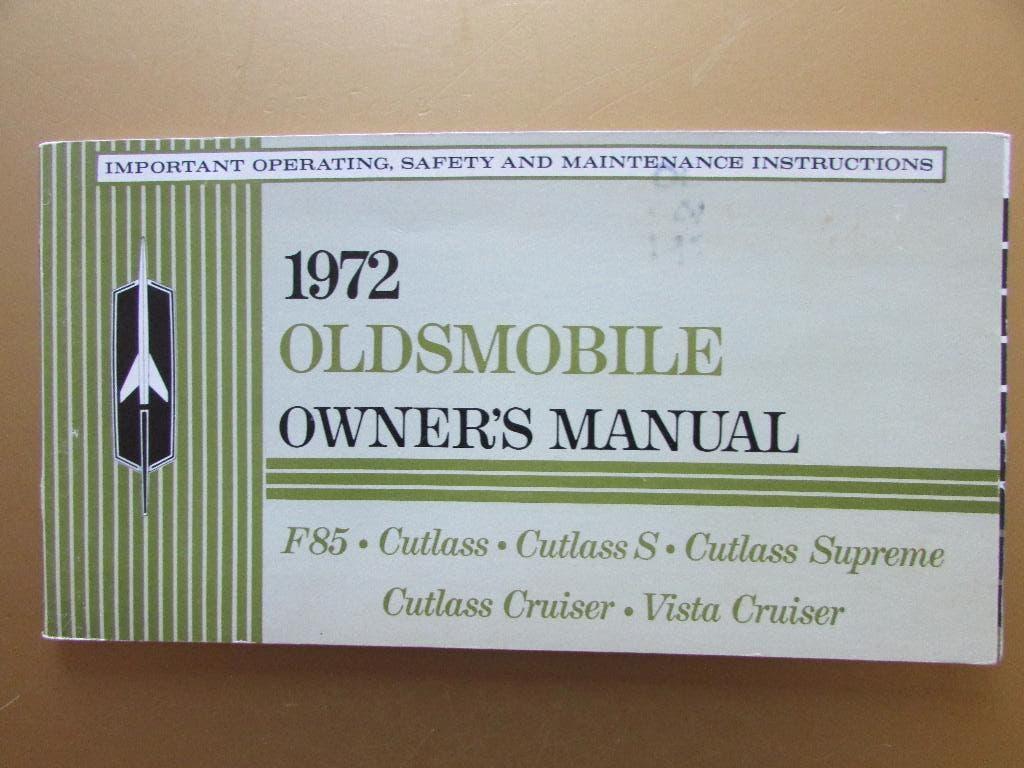 IMPORTANT OPERATING, SAFETY AND MAINTENANCE INSTRUCTIONS
1972
OLDSMOBILE
OWNER'S MANUAL
F85 • Cutlass • Cutlass S • Cutlass Supreme
Cutlass Cruiser • Vista Cruiser